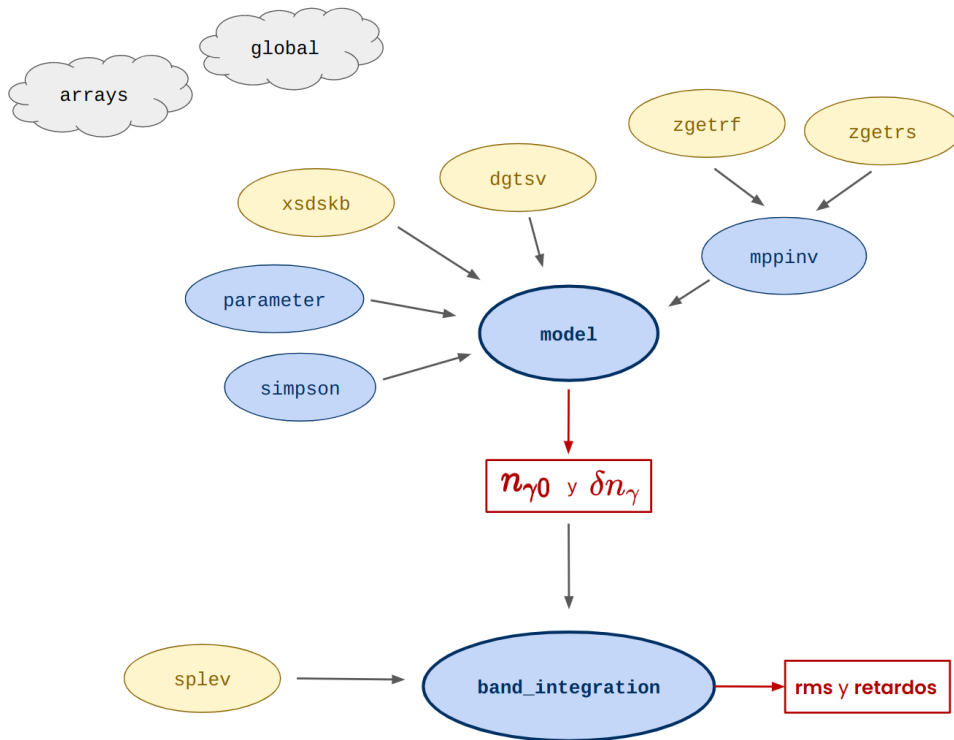 global
arrays
zgetrf
zgetrs
dgtsv
xsdskb
mppinv
parameter
model
simpson
nγ0 y δnγ
splev
band_integration
rms y retardos